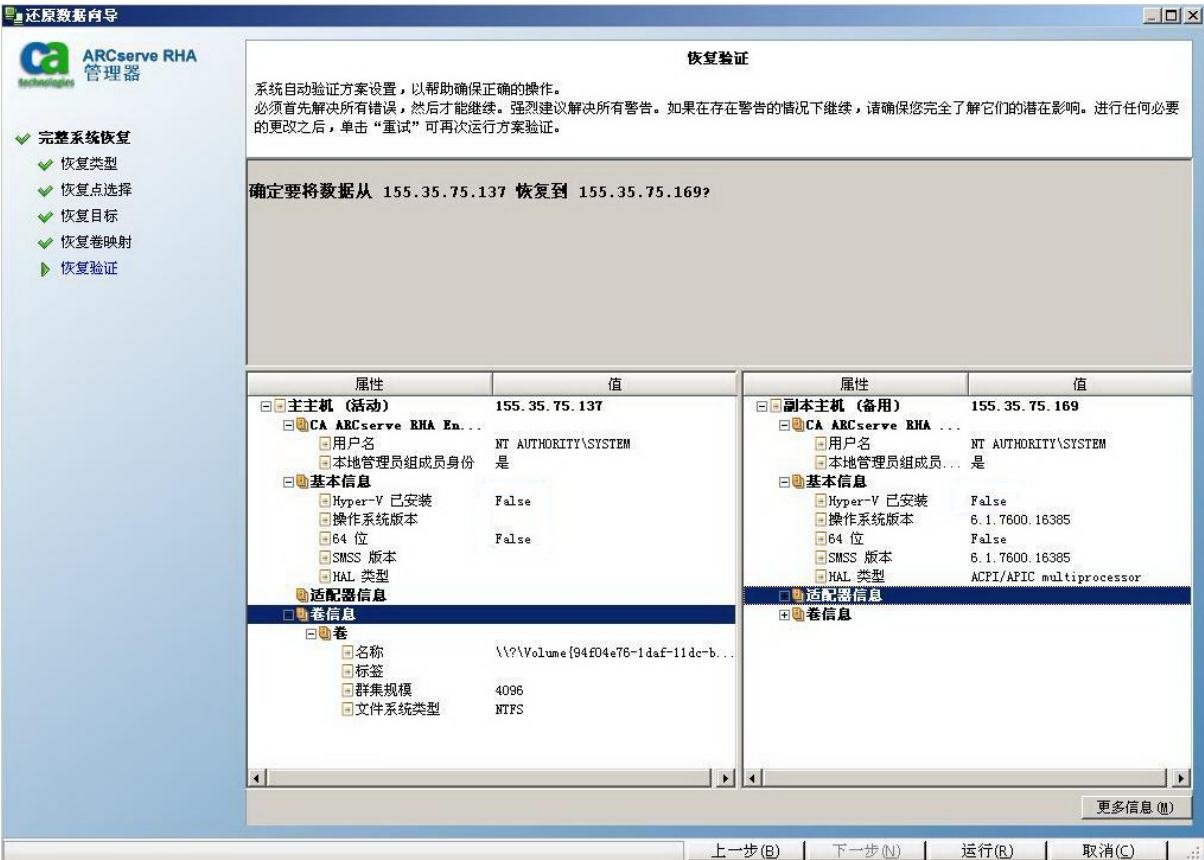 还原数据向导
ca
technologies
ARCserve RHA
管理器
完整系统恢复
恢复类型
恢复点选择
恢复目标
恢复卷映射
恢复验证
恢复验证
系统自动验证方案设置，以帮助确保正确的操作。
必须首先解决所有错误，然后才能继续。强烈建议解决所有警告。如果在存在警告的情况下继续，请确保您完全了解它们的潜在影响。进行任何必要
的更改之后，单击“重试”可再次运行方案验证。
确定要将数据从 155.35.75.137 恢复到 155.35.75.169?
属性 值
主主机 (活动) 155.35.75.137
CA ARCserve RHA En...
用户名 NT AUTHORITY\SYSTEM
本地管理员组成员身份 是
基本信息
Hyper-V 已安装 False
操作系统版本
64 位 False
SMSS 版本
HAL 类型
适配器信息
卷信息
卷
名称 \\?\Volume{94f04e76-1daf-11dc-b...
标签
群集规模 4096
文件系统类型 NTFS
属性 值
副本主机 (备用) 155.35.75.169
CA ARCserve RHA ...
用户名 NT AUTHORITY\SYSTEM
本地管理员组成员... 是
基本信息
Hyper-V 已安装 False
操作系统版本 6.1.7600.16385
64 位 False
SMSS 版本 6.1.7600.16385
HAL 类型 ACPI/APIC multiprocessor
适配器信息
卷信息
更多信息(M)
上一步(B) 下一步(N) 运行(R) 取消(C)